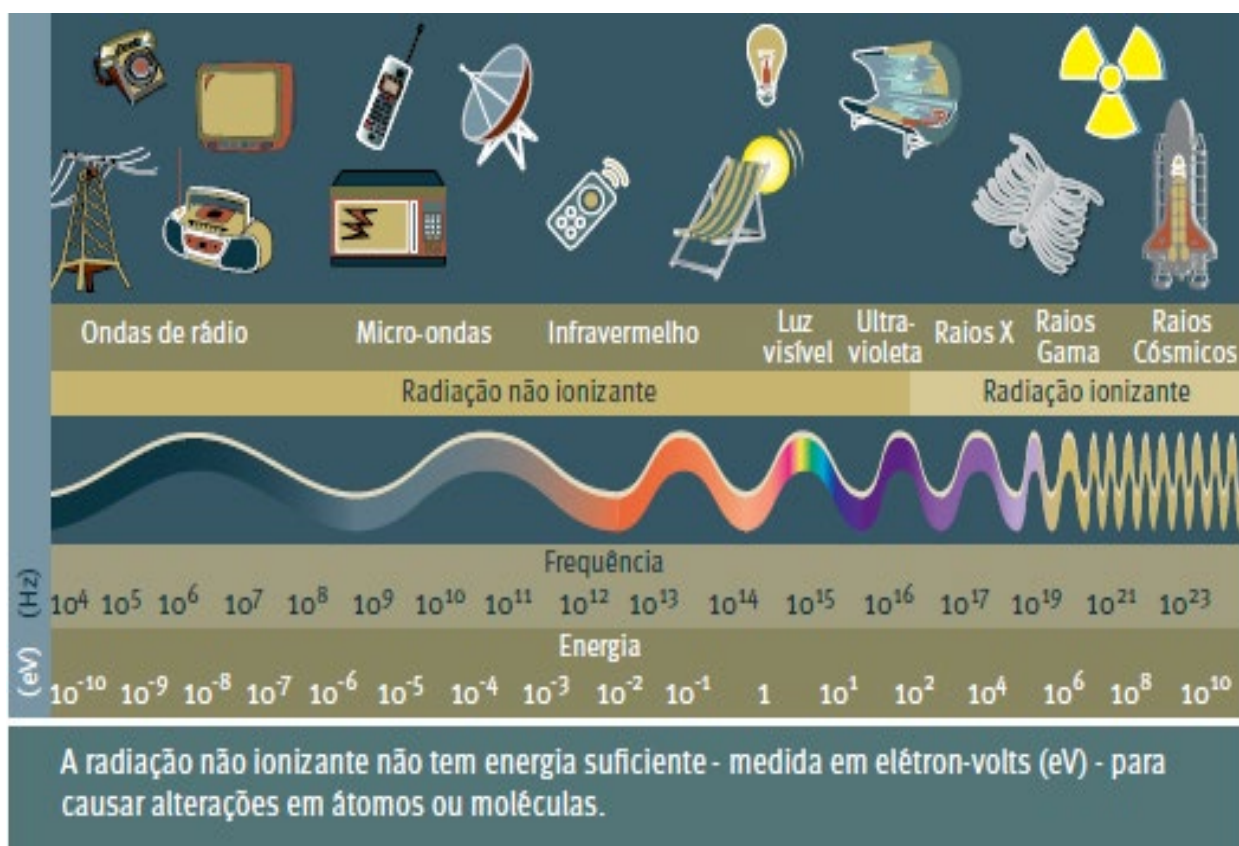 Ondas de rádio Micro-ondas Infravermelho Luz visível Ultra-violeta Raios X Raios Gama Raios Cósmicos
Radiação não ionizante Radiação ionizante
Frequência
(Hz) 10⁴ 10⁵ 10⁶ 10⁷ 10⁸ 10⁹ 10¹⁰ 10¹¹ 10¹² 10¹³ 10¹⁴ 10¹⁵ 10¹⁶ 10¹⁷ 10¹⁹ 10²¹ 10²³
Energia
(eV) 10⁻¹⁰ 10⁻⁹ 10⁻⁸ 10⁻⁷ 10⁻⁶ 10⁻⁵ 10⁻⁴ 10⁻³ 10⁻² 10⁻¹ 1 10¹ 10² 10⁴ 10⁶ 10⁸ 10¹⁰
A radiação não ionizante não tem energia suficiente - medida em elétron-volts (eV) - para
causar alterações em átomos ou moléculas.